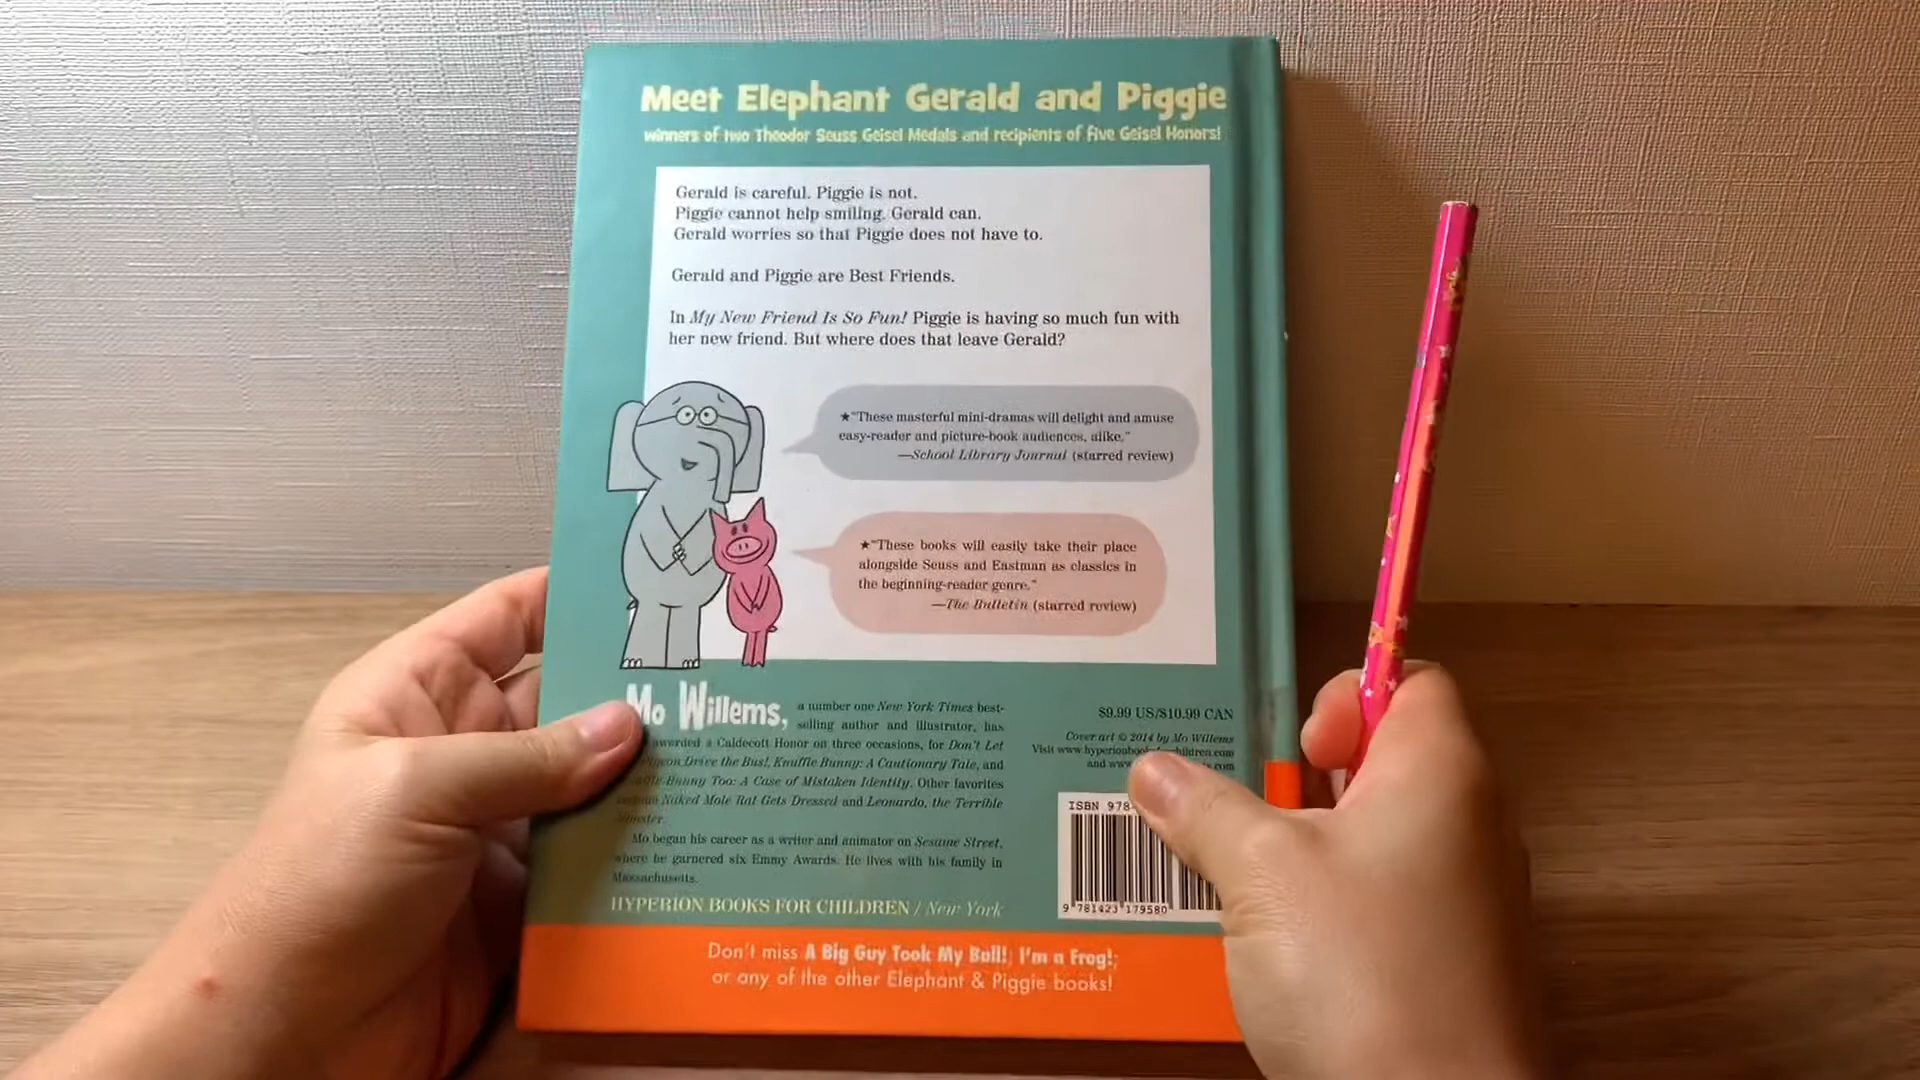 Meet Elephant Gerald and Piggie
winners of two Theodor Seuss Geisel Medals and recipients of five Geisel Honors!
Gerald is careful. Piggie is not.
Piggie cannot help smiling. Gerald can.
Gerald worries so that Piggie does not have to.
Gerald and Piggie are Best Friends.
In My New Friend Is So Fun! Piggie is having so much fun with
her new friend. But where does that leave Gerald?
★"These masterful mini-dramas will delight and amuse
easy-reader and picture-book audiences, alike."
—School Library Journal (starred review)
★"These books will easily take their place
alongside Seuss and Eastman as classics in
the beginning-reader genre."
—The Bulletin (starred review)
Mo Willems, a number one New York Times best-
selling author and illustrator, has
awarded a Caldecott Honor on three occasions, for Don't Let
Pigeon Drive the Bus!, Knuffle Bunny: A Cautionary Tale, and
Bunny Too: A Case of Mistaken Identity. Other favorites
Naked Mole Rat Gets Dressed and Leonardo, the Terrible
Monster.
Mo began his career as a writer and animator on Sesame Street,
where he garnered six Emmy Awards. He lives with his family in
Massachusetts.
HYPERION BOOKS FOR CHILDREN / New York
$9.99 US/$10.99 CAN
Cover art © 2014 by Mo Willems
Visit
and
ISBN 978-
9 781423 179580
Don't miss A Big Guy Took My Ball!; I'm a Frog!;
or any of the other Elephant & Piggie books!